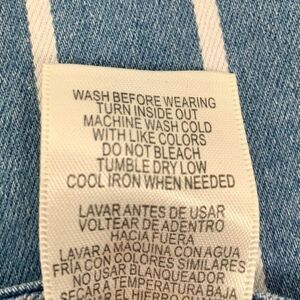 WASH BEFORE WEARING
TURN INSIDE OUT
MACHINE WASH COLD
WITH LIKE COLORS
DO NOT BLEACH
TUMBLE DRY LOW
COOL IRON WHEN NEEDED
LAVAR ANTES DE USAR
VOLTEAR DE ADENTRO
HACIA FUERA
LAVAR A MAQUINA CON AGUA
FRÍA CON COLORES SIMILARES
NO USAR BLANQUEADOR
SECAR A TEMPERATURA BAJA